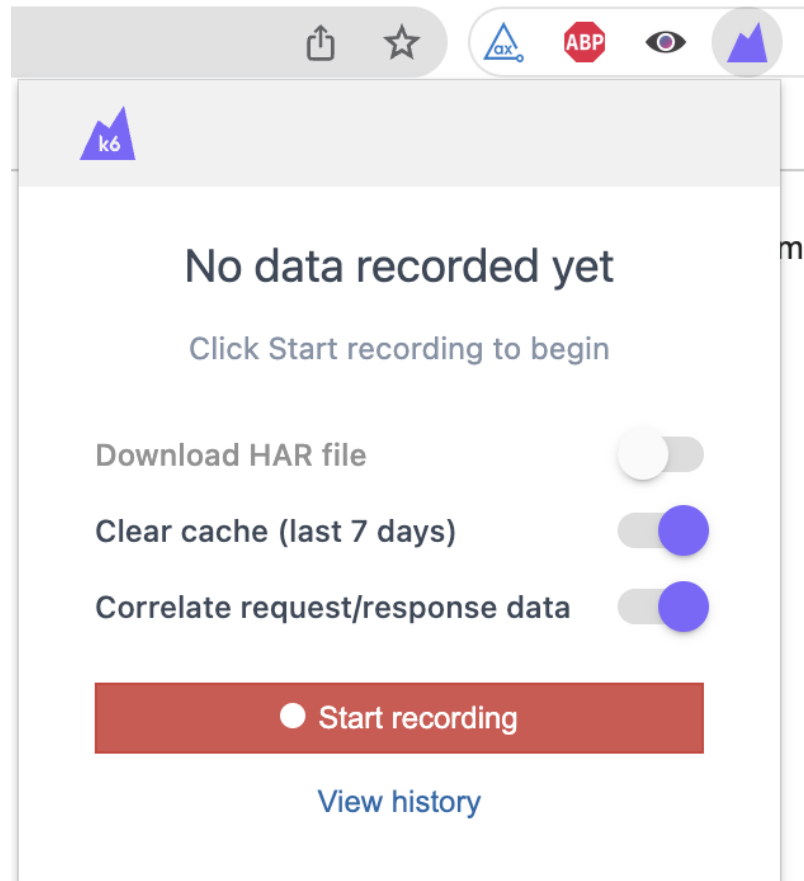 ax
ABP
k6
m
No data recorded yet
Click Start recording to begin
Download HAR file
Clear cache (last 7 days)
Correlate request/response data
Start recording
View history